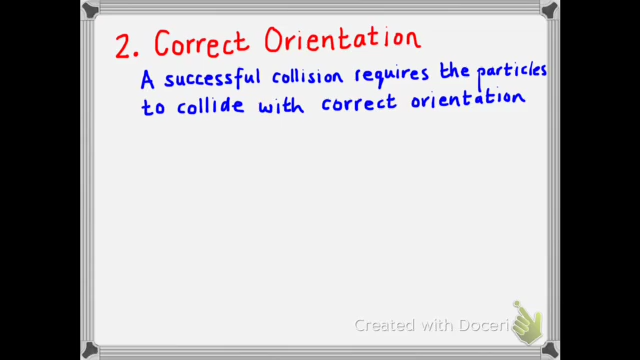 2. Correct Orientation
A successful collision requires the particles
to collide with correct orientation
Created with Doceri